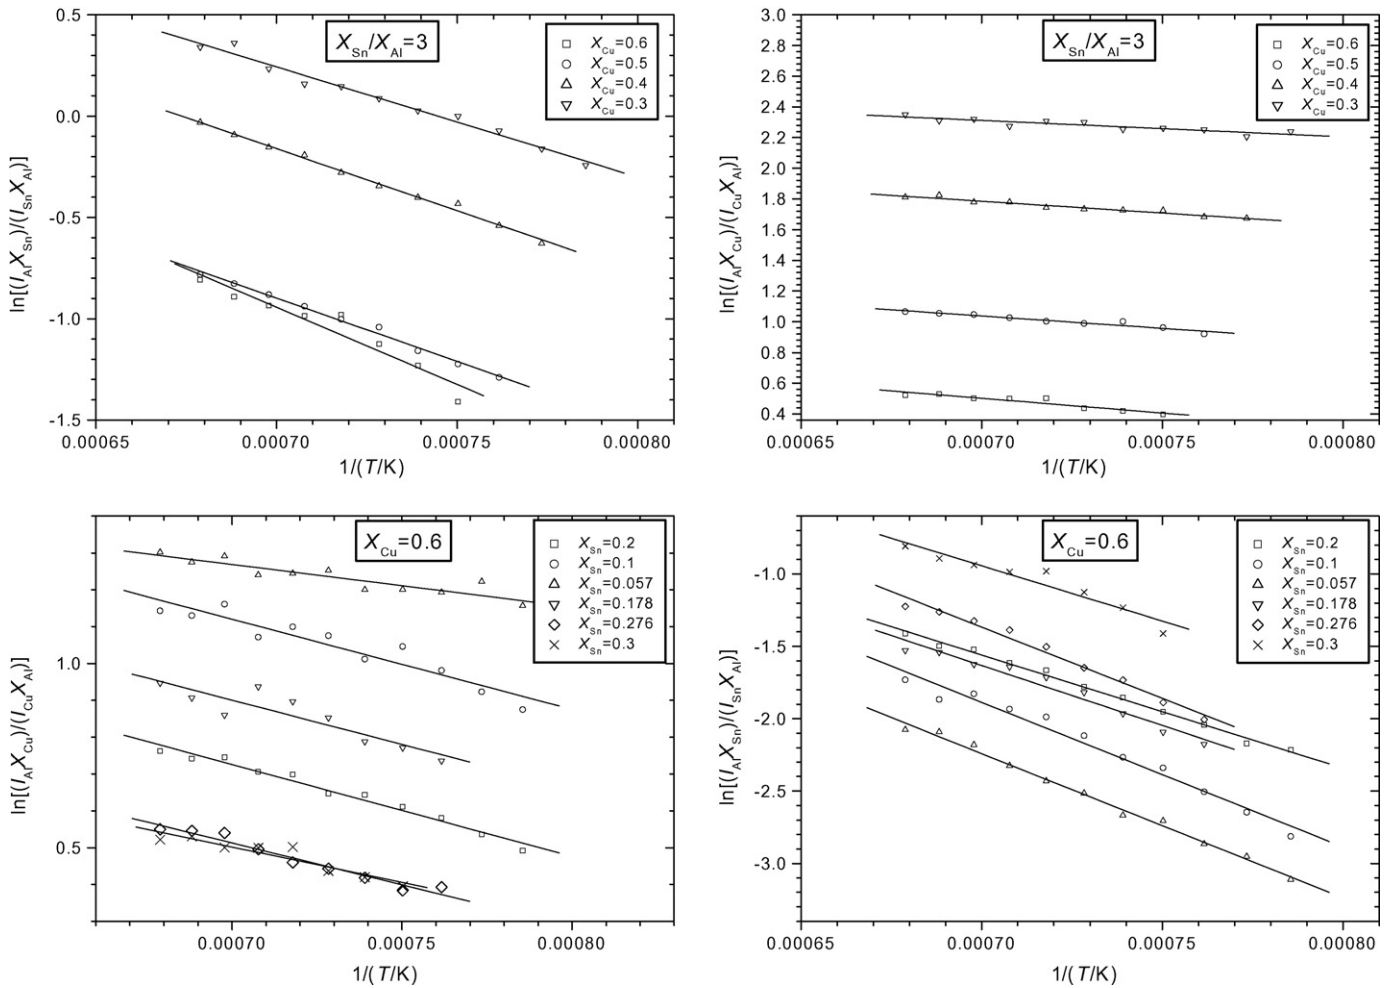 X_Sn/X_Al=3
X_Cu=0.6
X_Cu=0.5
X_Cu=0.4
X_Cu=0.3
0.5
0.0
-0.5
-1.0
-1.5
ln[(I_Al X_Sn)/(I_Sn X_Al)]
0.00065
0.00070
0.00075
0.00080
1/(T/K)
X_Sn/X_Al=3
X_Cu=0.6
X_Cu=0.5
X_Cu=0.4
X_Cu=0.3
3.0
2.8
2.6
2.4
2.2
2.0
1.8
1.6
1.4
1.2
1.0
0.8
0.6
0.4
ln[(I_Al X_Cu)/(I_Cu X_Al)]
0.00065
0.00070
0.00075
0.00080
1/(T/K)
X_Cu=0.6
X_Sn=0.2
X_Sn=0.1
X_Sn=0.057
X_Sn=0.178
X_Sn=0.276
X_Sn=0.3
1.0
0.5
ln[(I_Al X_Cu)/(I_Cu X_Al)]
0.00070
0.00075
0.00080
1/(T/K)
X_Cu=0.6
X_Sn=0.2
X_Sn=0.1
X_Sn=0.057
X_Sn=0.178
X_Sn=0.276
X_Sn=0.3
-1.0
-1.5
-2.0
-2.5
-3.0
ln[(I_Al X_Sn)/(I_Sn X_Al)]
0.00065
0.00070
0.00075
0.00080
1/(T/K)